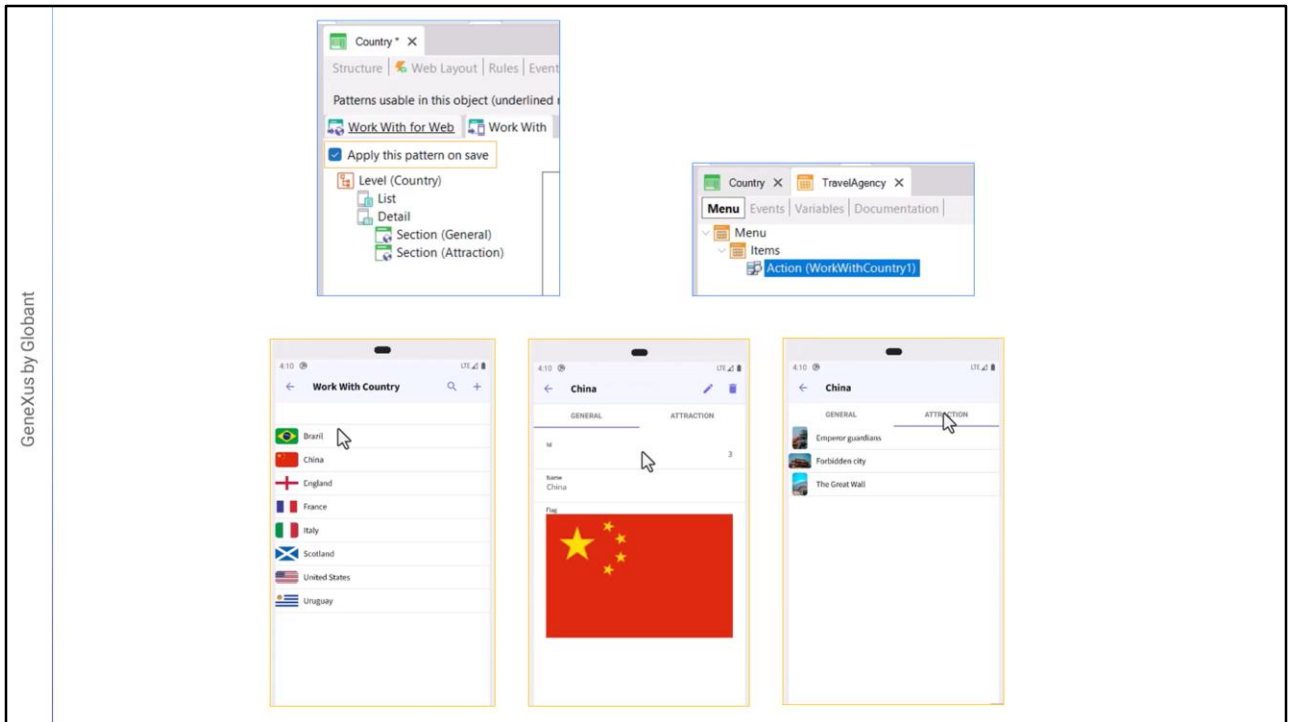 GeneXus by Globant
Country *
Structure | Web Layout | Rules | Event
Patterns usable in this object (underlined
Work With for Web Work With
Apply this pattern on save
Level (Country)
List
Detail
Section (General)
Section (Attraction)
Country TravelAgency
Menu Events | Variables | Documentation
Menu
Items
Action (WorkWithCountry1)
4:10 LTE
Work With Country
Brazil
China
England
France
Italy
Scotland
United States
Uruguay
4:10 LTE
China
GENERAL ATTRACTION
Id
3
Name
China
Flag
4:10 LTE
China
GENERAL ATTRACTION
Emperor guardians
Forbidden city
The Great Wall